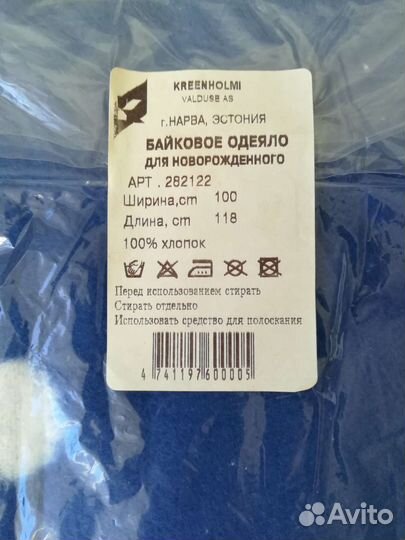 KREENHOLMI
VALDUSE AS
г.НАРВА, ЭСТОНИЯ
БАЙКОВОЕ ОДЕЯЛО
ДЛЯ НОВОРОЖДЕННОГО
АРТ . 282122
Ширина,cm 100
Длина, cm 118
100% хлопок
Перед использованием стирать
Стирать отдельно
Использовать средство для полоскания
4 741197 600005
Avito